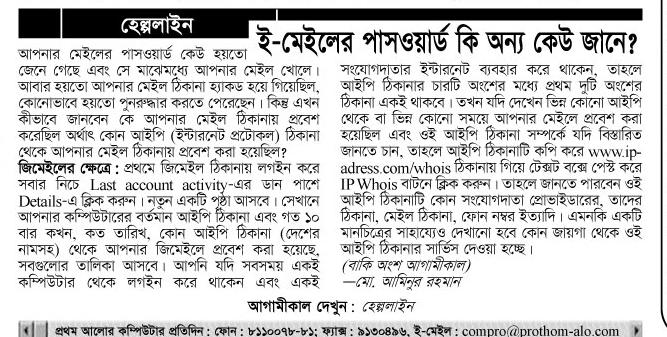 হেল্পলাইন
ই-মেইলের পাসওয়ার্ড কি অন্য কেউ জানে?
আপনার মেইলের পাসওয়ার্ড কেউ হয়তো
জেনে গেছে এবং সে মাঝেমধ্যে আপনার মেইল খোলে।
আবার হয়তো আপনার মেইল ঠিকানা হ্যাকড হয়ে গিয়েছিল,
কোনোভাবে হয়তো পুনরুদ্ধার করতে পেরেছেন। কিন্তু এখন
কীভাবে জানবেন কে আপনার মেইল ঠিকানায় প্রবেশ
করেছিল অর্থাৎ কোন আইপি (ইন্টারনেট প্রটোকল) ঠিকানা
থেকে আপনার মেইল ঠিকানায় প্রবেশ করা হয়েছিল?
জিমেইলের ক্ষেত্রে : প্রথমে জিমেইল ঠিকানায় লগইন করে
সবার নিচে Last account activity-এর ডান পাশে
Details-এ ক্লিক করুন। নতুন একটি পৃষ্ঠা আসবে। সেখানে
আপনার কম্পিউটারের বর্তমান আইপি ঠিকানা এবং গত ১০
বার কখন, কত তারিখ, কোন আইপি ঠিকানা (দেশের
নামসহ) থেকে আপনার জিমেইলে প্রবেশ করা হয়েছে,
সবগুলোর তালিকা আসবে। আপনি যদি সবসময় একই
কম্পিউটার থেকে লগইন করে থাকেন এবং একই
সংযোগদাতার ইন্টারনেট ব্যবহার করে থাকেন, তাহলে
আইপি ঠিকানার চারটি অংশের মধ্যে প্রথম দুটি অংশের
ঠিকানা একই থাকবে। তখন যদি দেখেন ভিন্ন কোনো আইপি
থেকে বা ভিন্ন কোনো সময়ে আপনার মেইলে প্রবেশ করা
হয়েছিল এবং ওই আইপি ঠিকানা সম্পর্কে যদি বিস্তারিত
জানতে চান, তাহলে আইপি ঠিকানাটি কপি করে www.ip-
adress.com/whois ঠিকানায় গিয়ে টেক্সট বক্সে পেস্ট করে
IP Whois বাটনে ক্লিক করুন। তাহলে জানতে পারবেন ওই
আইপি ঠিকানাটি কোন সংযোগদাতা প্রোভাইডারের, তাদের
ঠিকানা, মেইল ঠিকানা, ফোন নম্বর ইত্যাদি। এমনকি একটি
মানচিত্রের সাহায্যেও দেখানো হবে কোন জায়গা থেকে ওই
আইপি ঠিকানার সার্ভিস দেওয়া হচ্ছে।
(বাকি অংশ আগামীকাল)
—মো. আমিনুর রহমান
আগামীকাল দেখুন : হেল্পলাইন
প্রথম আলোর কম্পিউটার প্রতিদিন : ফোন : ৮১১০০৭৮-৮১; ফ্যাক্স : ৯১৩০৪৯৬, ই-মেইল : compro@prothom-alo.com